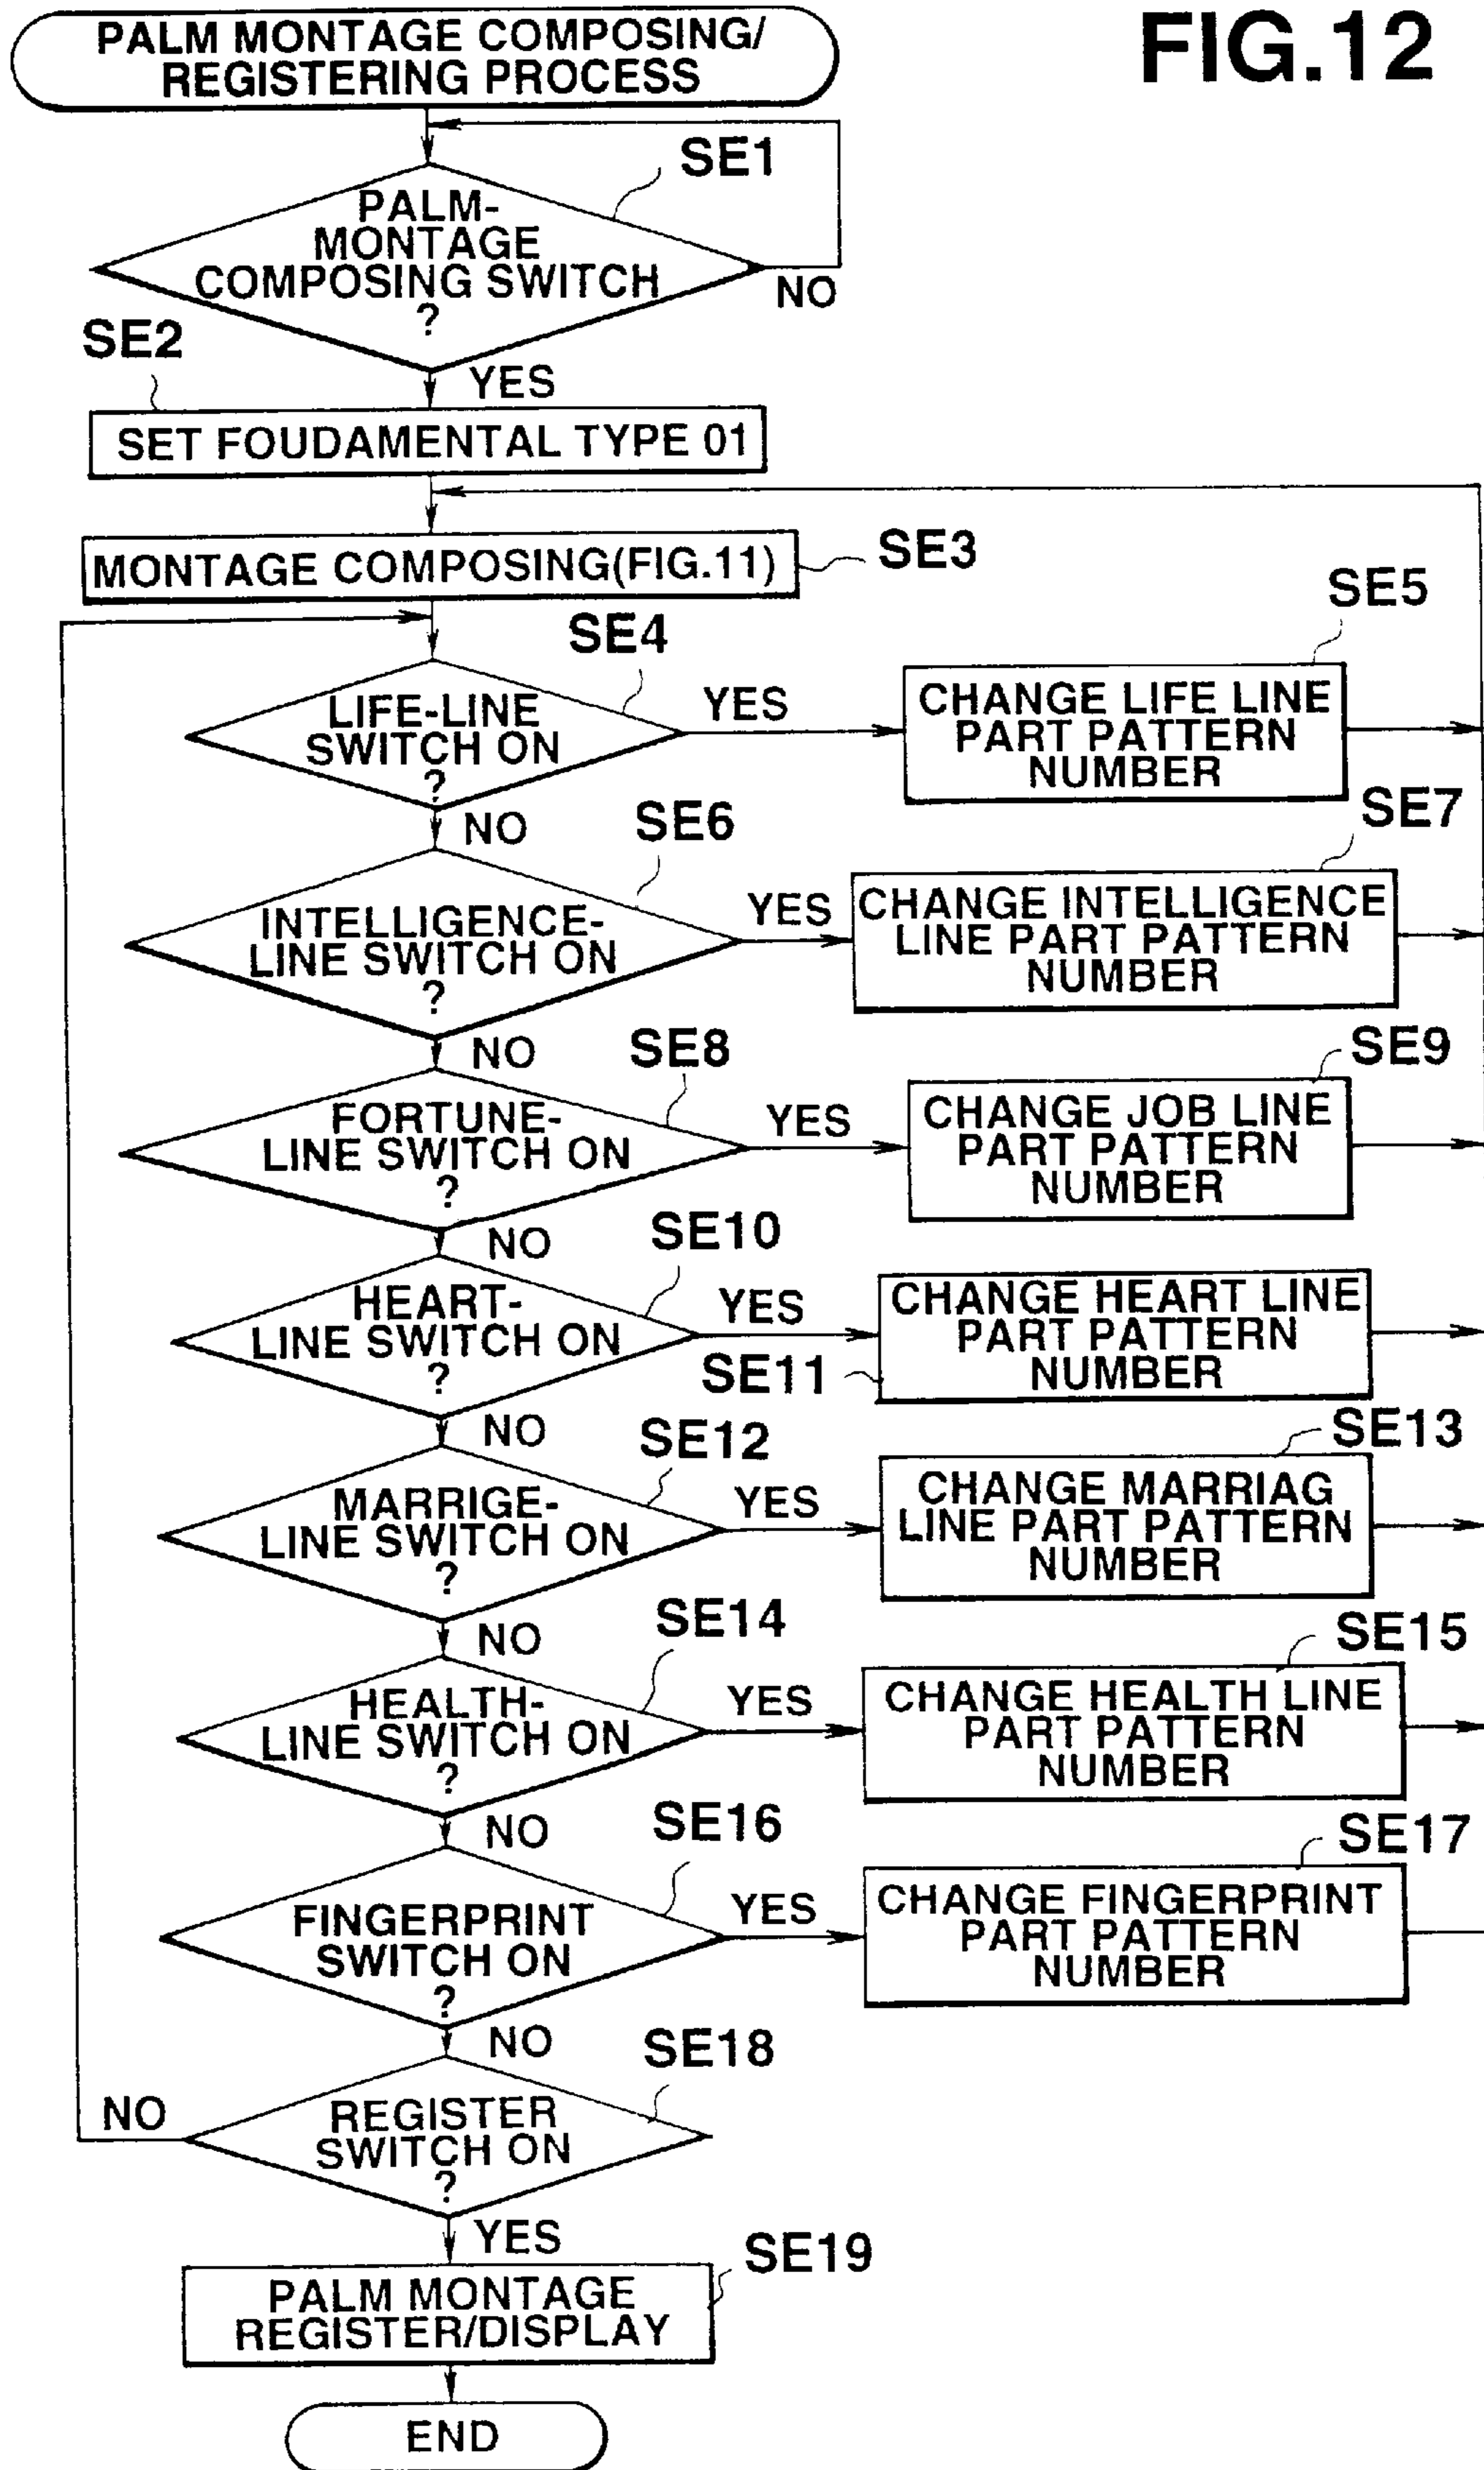 FIG.12
PALM MONTAGE COMPOSING/
REGISTERING PROCESS
SE1
PALM-
MONTAGE
COMPOSING SWITCH
?
NO
SE2
YES
SET FOUDAMENTAL TYPE 01
MONTAGE COMPOSING(FIG.11)
SE3
SE4
LIFE-LINE
SWITCH ON
?
YES
SE5
CHANGE LIFE LINE
PART PATTERN
NUMBER
NO
SE6
INTELLIGENCE-
LINE SWITCH ON
?
YES
SE7
CHANGE INTELLIGENCE
LINE PART PATTERN
NUMBER
NO
SE8
FORTUNE-
LINE SWITCH ON
?
YES
SE9
CHANGE JOB LINE
PART PATTERN
NUMBER
NO
SE10
HEART-
LINE SWITCH ON
?
YES
SE11
CHANGE HEART LINE
PART PATTERN
NUMBER
NO
SE12
MARRIGE-
LINE SWITCH ON
?
YES
SE13
CHANGE MARRIAG
LINE PART PATTERN
NUMBER
NO
SE14
HEALTH-
LINE SWITCH ON
?
YES
SE15
CHANGE HEALTH LINE
PART PATTERN
NUMBER
NO
SE16
FINGERPRINT
SWITCH ON
?
YES
SE17
CHANGE FINGERPRINT
PART PATTERN
NUMBER
NO
SE18
REGISTER
SWITCH ON
?
NO
YES
SE19
PALM MONTAGE
REGISTER/DISPLAY
END